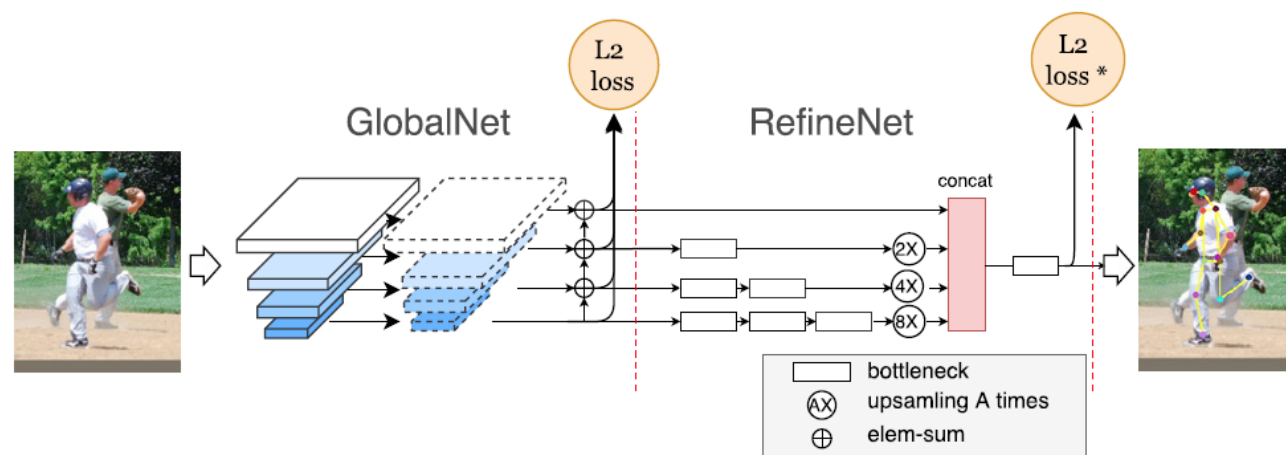 L2
loss
L2
loss *
GlobalNet
RefineNet
concat
2X
4X
8X
bottleneck
AX
upsamling A times
elem-sum